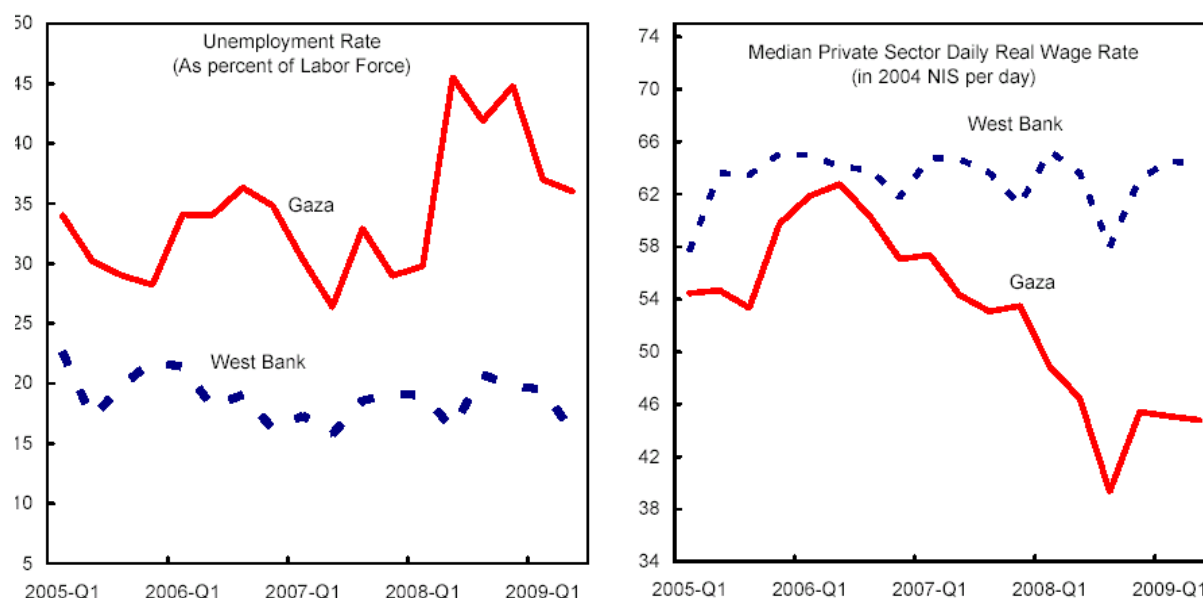 Unemployment Rate
(As percent of Labor Force)
50
45
40
35
30
25
20
15
10
5
Gaza
West Bank
2005-Q1 2006-Q1 2007-Q1 2008-Q1 2009-Q1
Median Private Sector Daily Real Wage Rate
(in 2004 NIS per day)
74
70
66
62
58
54
50
46
42
38
34
West Bank
Gaza
2005-Q1 2006-Q1 2007-Q1 2008-Q1 2009-Q1